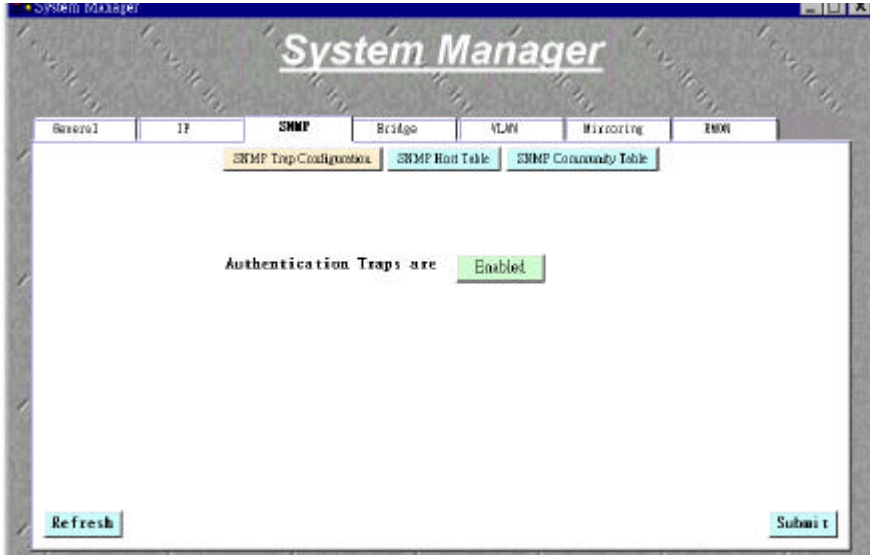 System Manager
System Manager
General IP SNMP Bridge VLAN Mirroring RMON
SNMP Trap Configuration SNMP Host Table SNMP Community Table
Authentication Traps are Enabled
Refresh Submit